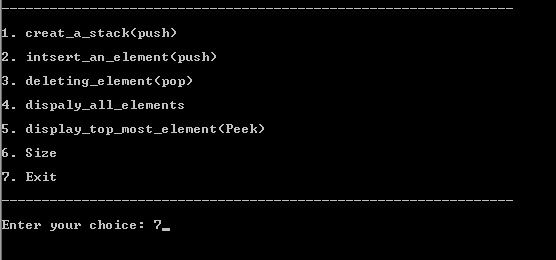 ----------------------------------------------------------------
1. creat_a_stack(push)
2. intsert_an_element(push)
3. deleting_element(pop)
4. dispaly_all_elements
5. display_top_most_element(Peek)
6. Size
7. Exit
----------------------------------------------------------------
Enter your choice: 7_